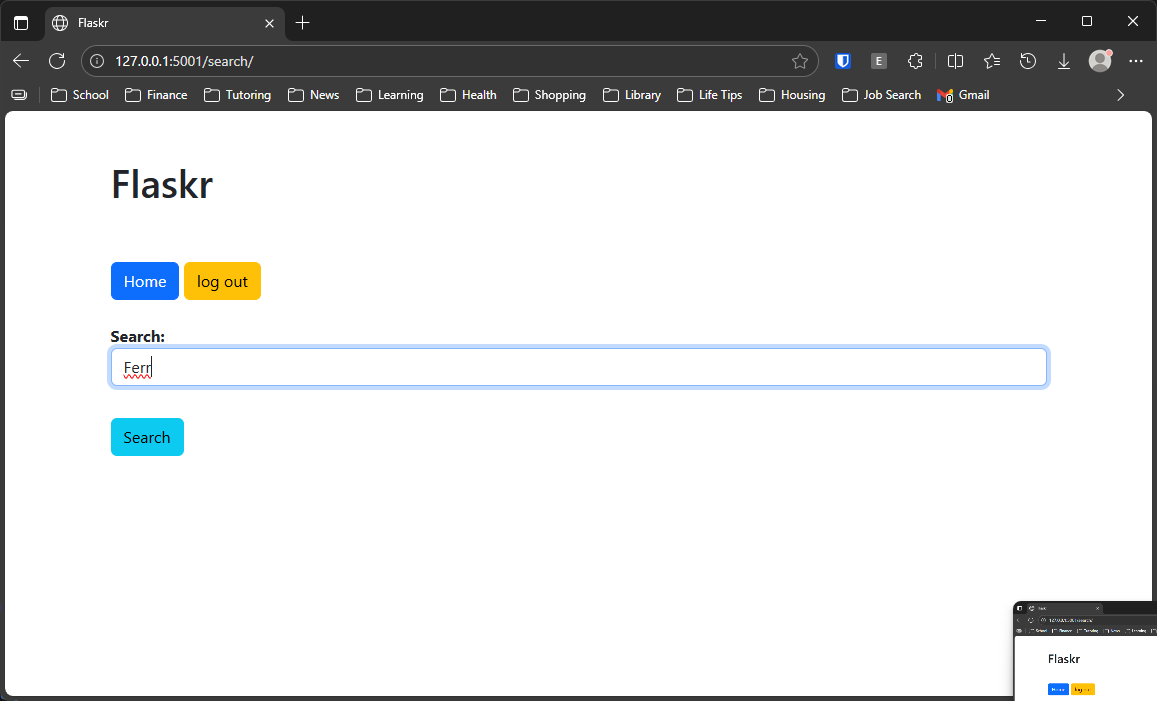 Flaskr
127.0.0.1:5001/search/
E
School Finance Tutoring News Learning Health Shopping Library Life Tips Housing Job Search Gmail
Flaskr
Home log out
Search:
Ferr
Search
Flaskr